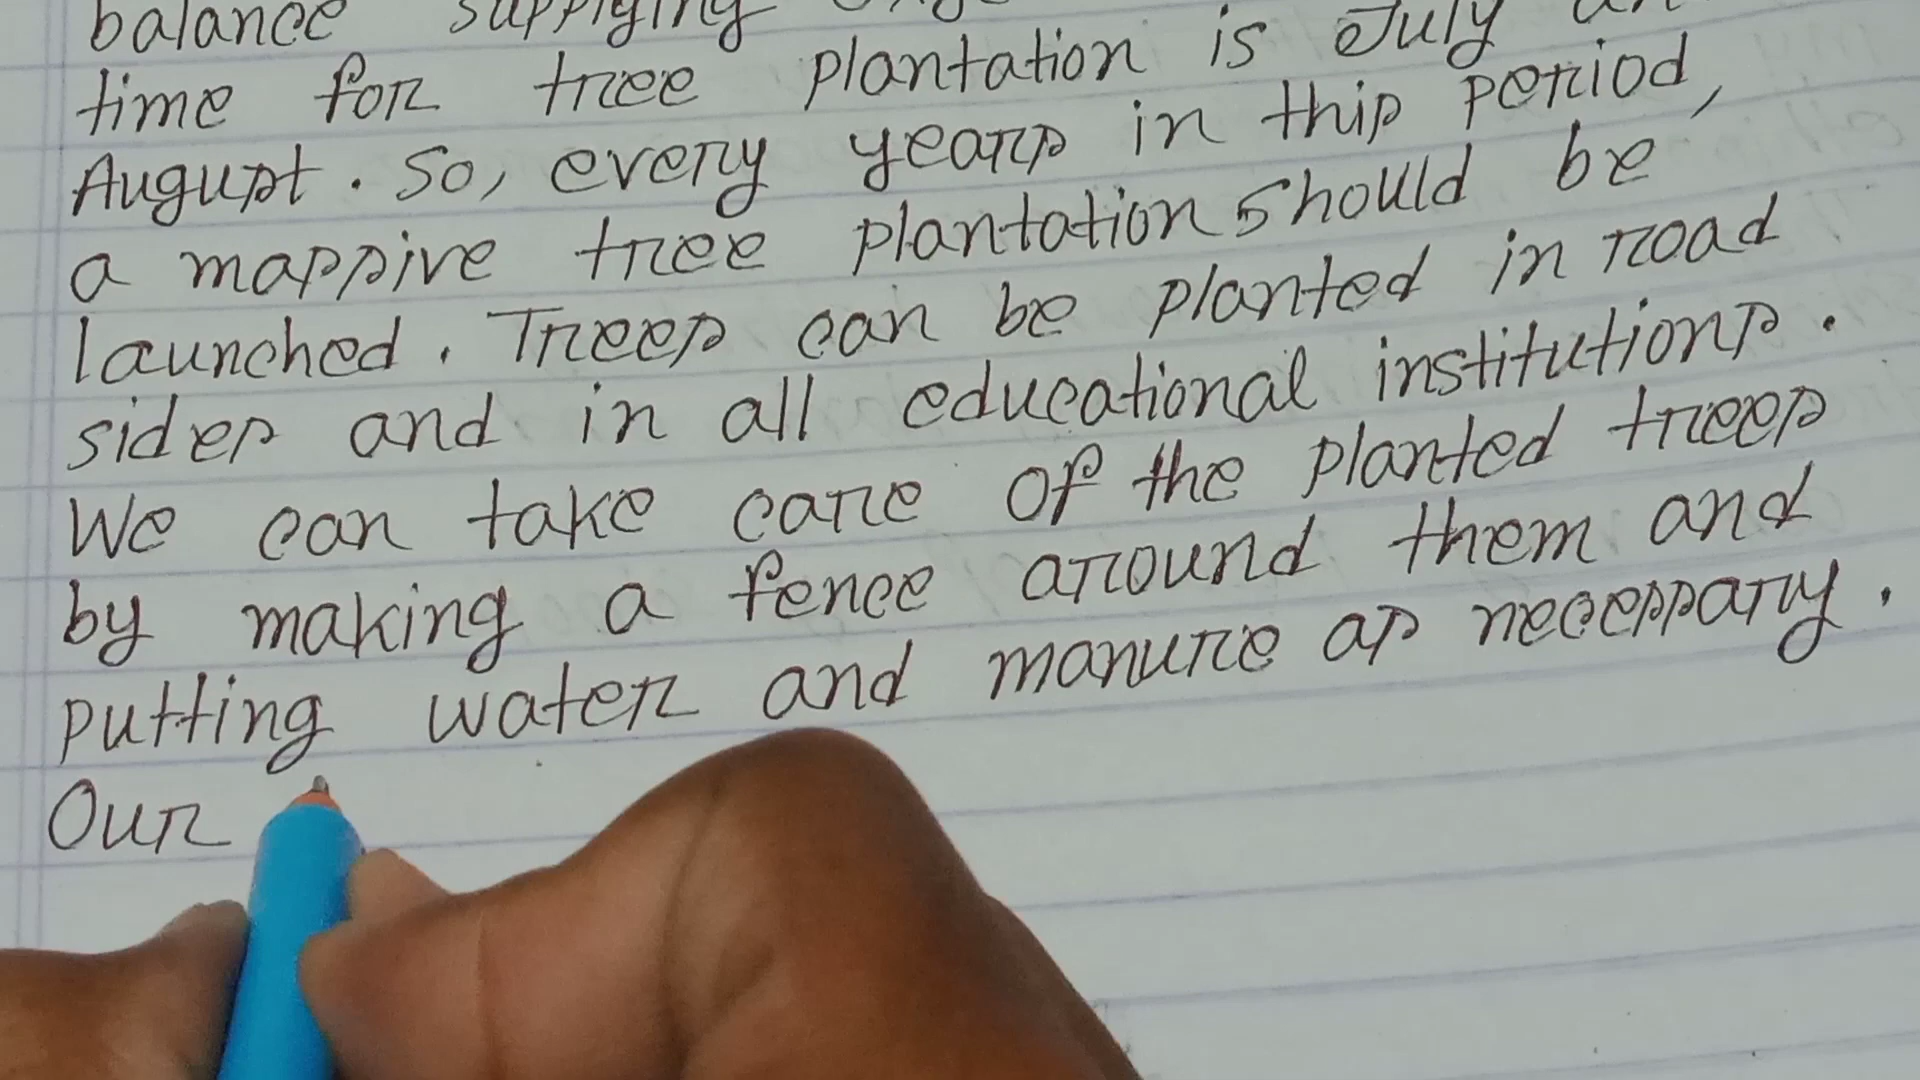 balance supplying
time for tree plantation is July
August. So, every years in this period,
a massive tree plantation should be
launched. Trees can be planted in road
sides and in all educational institutions.
We can take care of the planted trees
by making a fence around them and
putting water and manure as necessary.
Our